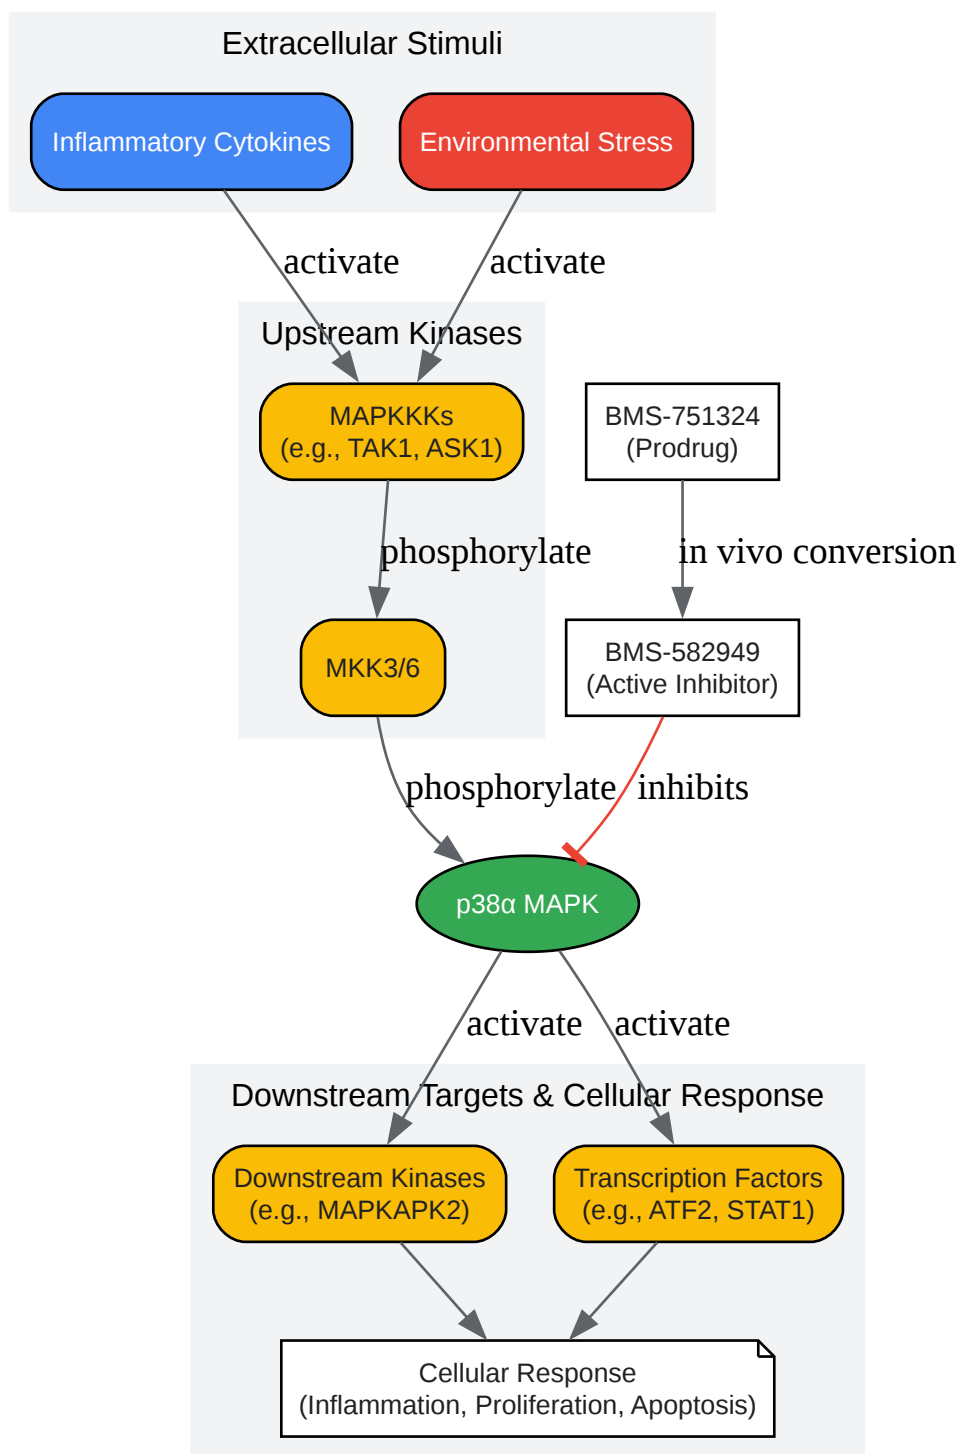 Extracellular Stimuli
Inflammatory Cytokines
Environmental Stress
activate
activate
Upstream Kinases
MAPKKKs
(e.g., TAK1, ASK1)
BMS-751324
(Prodrug)
phosphorylate
in vivo conversion
MKK3/6
BMS-582949
(Active Inhibitor)
phosphorylate
inhibits
p38α MAPK
activate
activate
Downstream Targets & Cellular Response
Downstream Kinases
(e.g., MAPKAPK2)
Transcription Factors
(e.g., ATF2, STAT1)
Cellular Response
(Inflammation, Proliferation, Apoptosis)